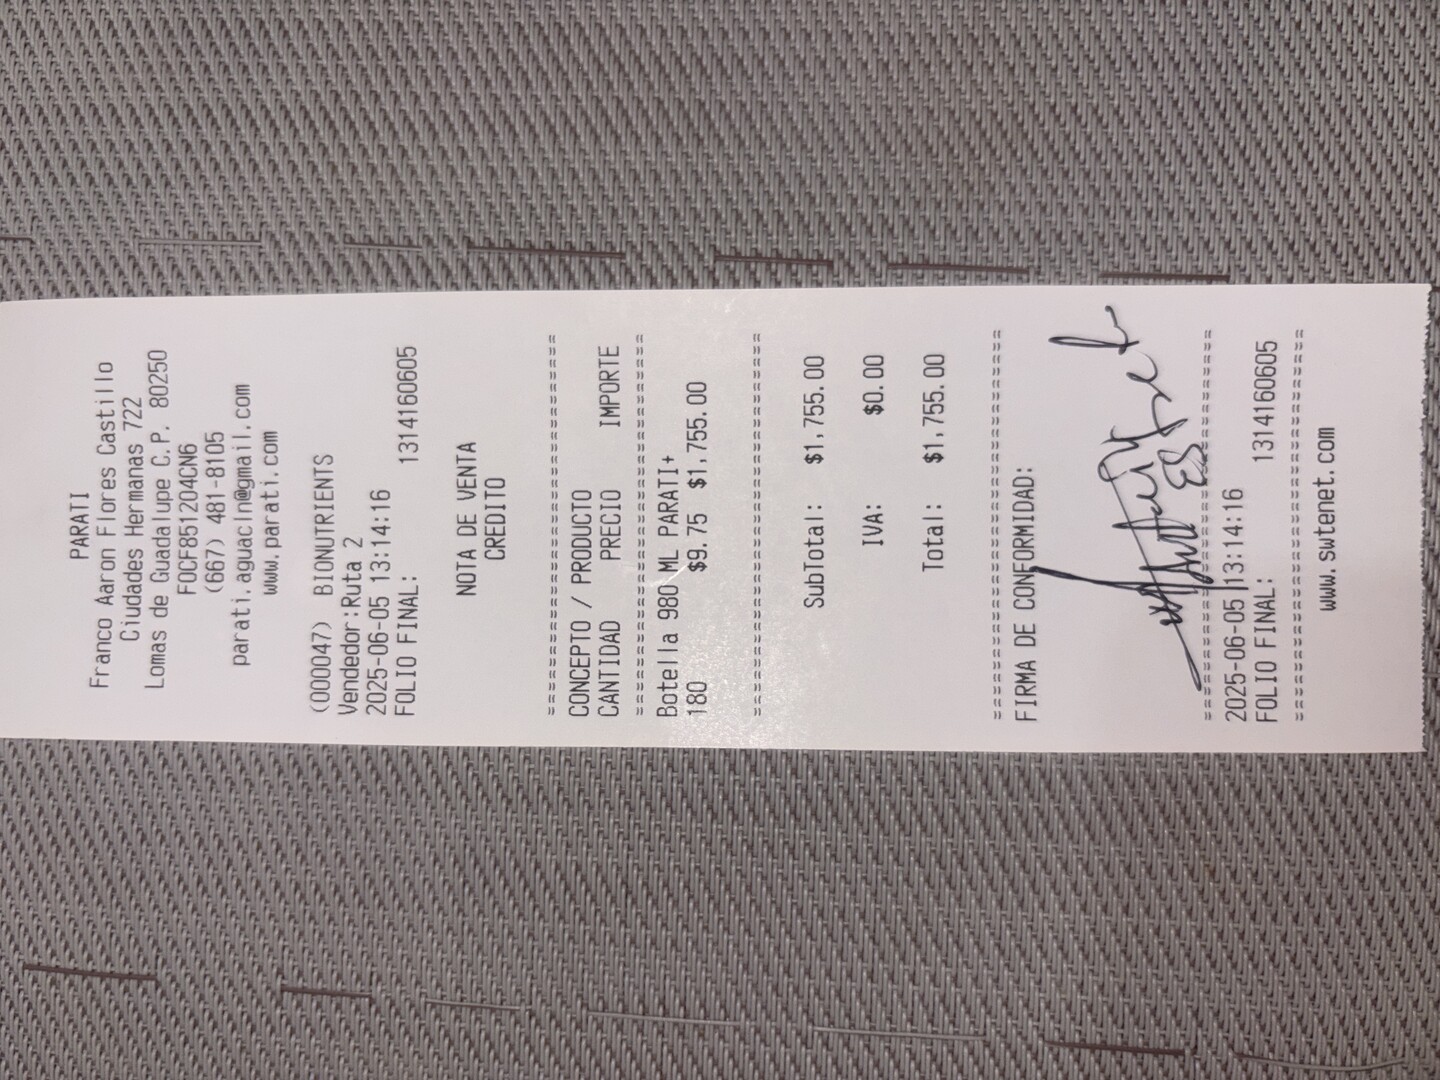 PARATI
Franco Aaron Flores Castillo
Ciudades Hermanas 722
Lomas de Guadalupe C.P. 80250
FOCF851204CN6
(667) 481-8105
parati.aguacln@gmail.com
www.parati.com
(000047) BIONUTRIENTS
Vendedor:Ruta 2
2025-06-05 13:14:16
FOLIO FINAL: 1314160605
NOTA DE VENTA
CREDITO
==============================
CONCEPTO / PRODUCTO
CANTIDAD PRECIO IMPORTE
==============================
Botella 980 ML PARATI+
180 $9.75 $1,755.00
==============================
SubTotal: $1,755.00
IVA: $0.00
Total: $1,755.00
==============================
FIRMA DE CONFORMIDAD:
==============================
2025-06-05 13:14:16
FOLIO FINAL: 1314160605
==============================
www.swtenet.com